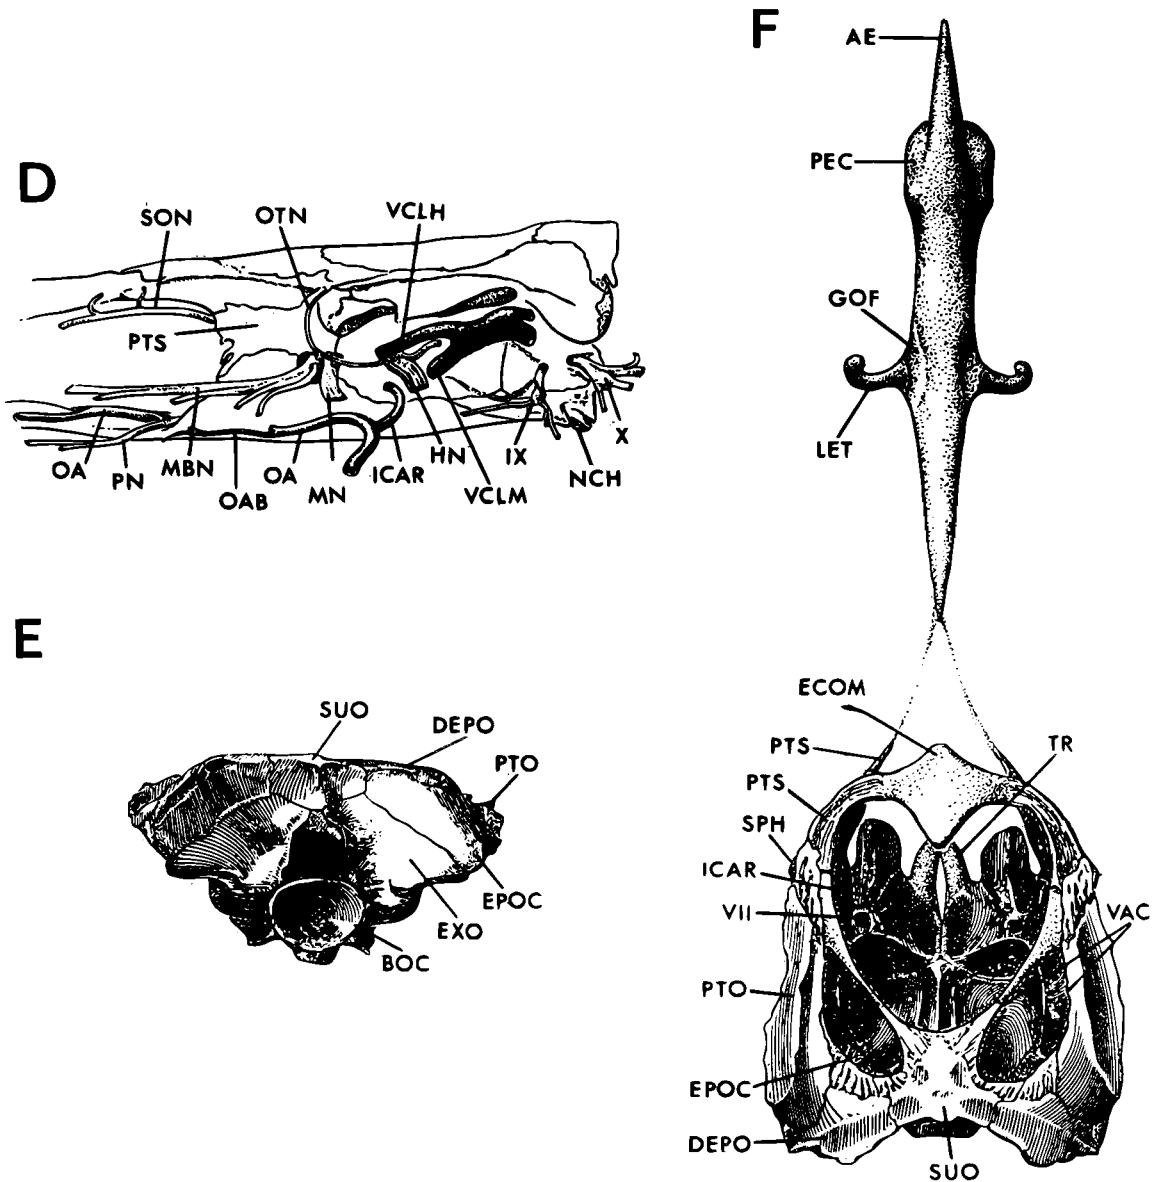 D
SON
OTN
VCLH
PTS
OA
PN
MBN
OAB
OA
MN
ICAR
HN
VCLM
IX
NCH
X
E
SUO
DEPO
PTO
EPOC
EXO
BOC
F
AE
PEC
GOF
LET
ECOM
PTS
TR
PTS
SPH
ICAR
VII
VAC
PTO
EPOC
DEPO
SUO